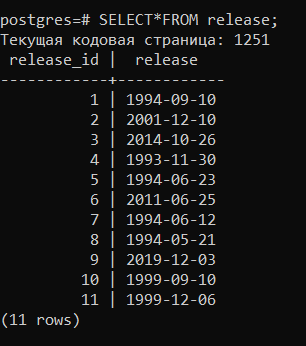 postgres=# SELECT*FROM release;
Текущая кодовая страница: 1251
 release_id |  release
------------+------------
          1 | 1994-09-10
          2 | 2001-12-10
          3 | 2014-10-26
          4 | 1993-11-30
          5 | 1994-06-23
          6 | 2011-06-25
          7 | 1994-06-12
          8 | 1994-05-21
          9 | 2019-12-03
         10 | 1999-09-10
         11 | 1999-12-06
(11 rows)